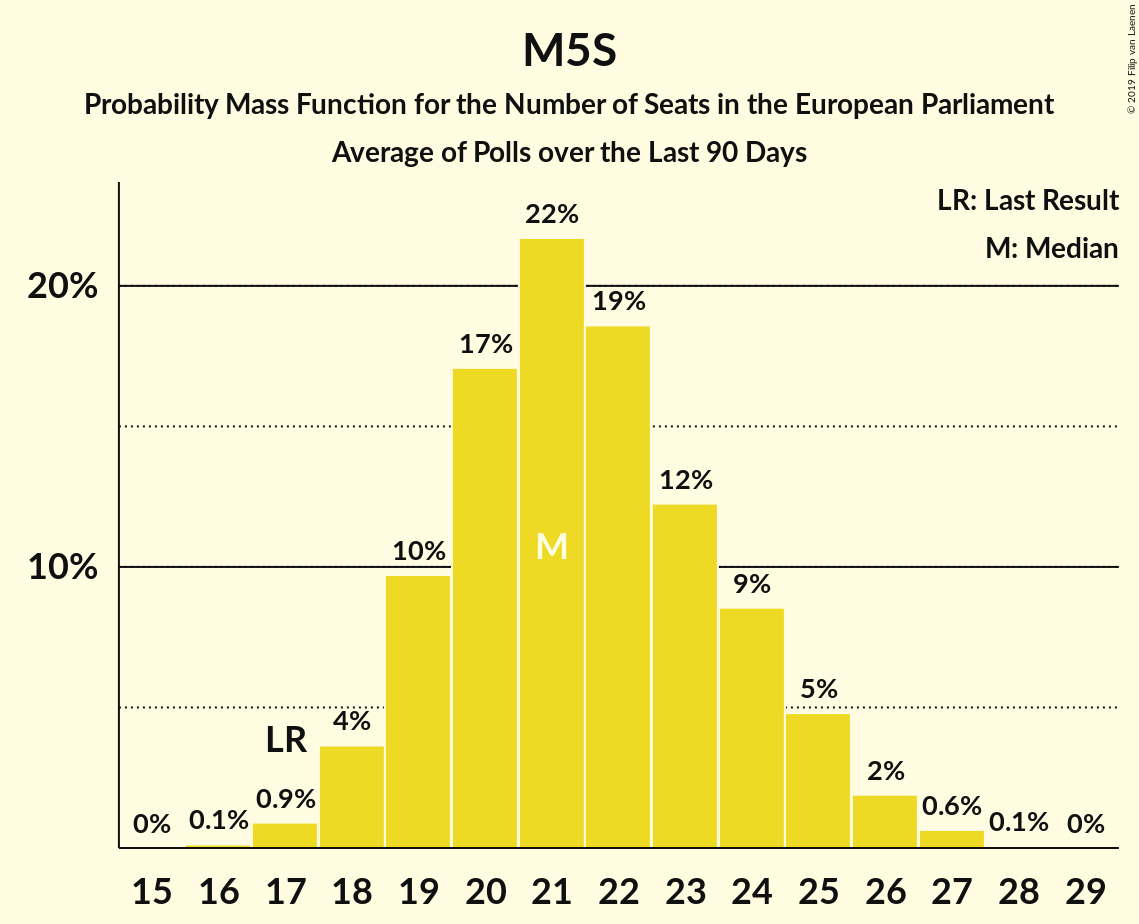 M5S
Probability Mass Function for the Number of Seats in the European Parliament
Average of Polls over the Last 90 Days
© 2019 Filip van Laenen
LR: Last Result
M: Median
20%
10%
0%
0.1%
0.9%
LR
4%
10%
17%
22%
M
19%
12%
9%
5%
2%
0.6%
0.1%
0%
15 16 17 18 19 20 21 22 23 24 25 26 27 28 29